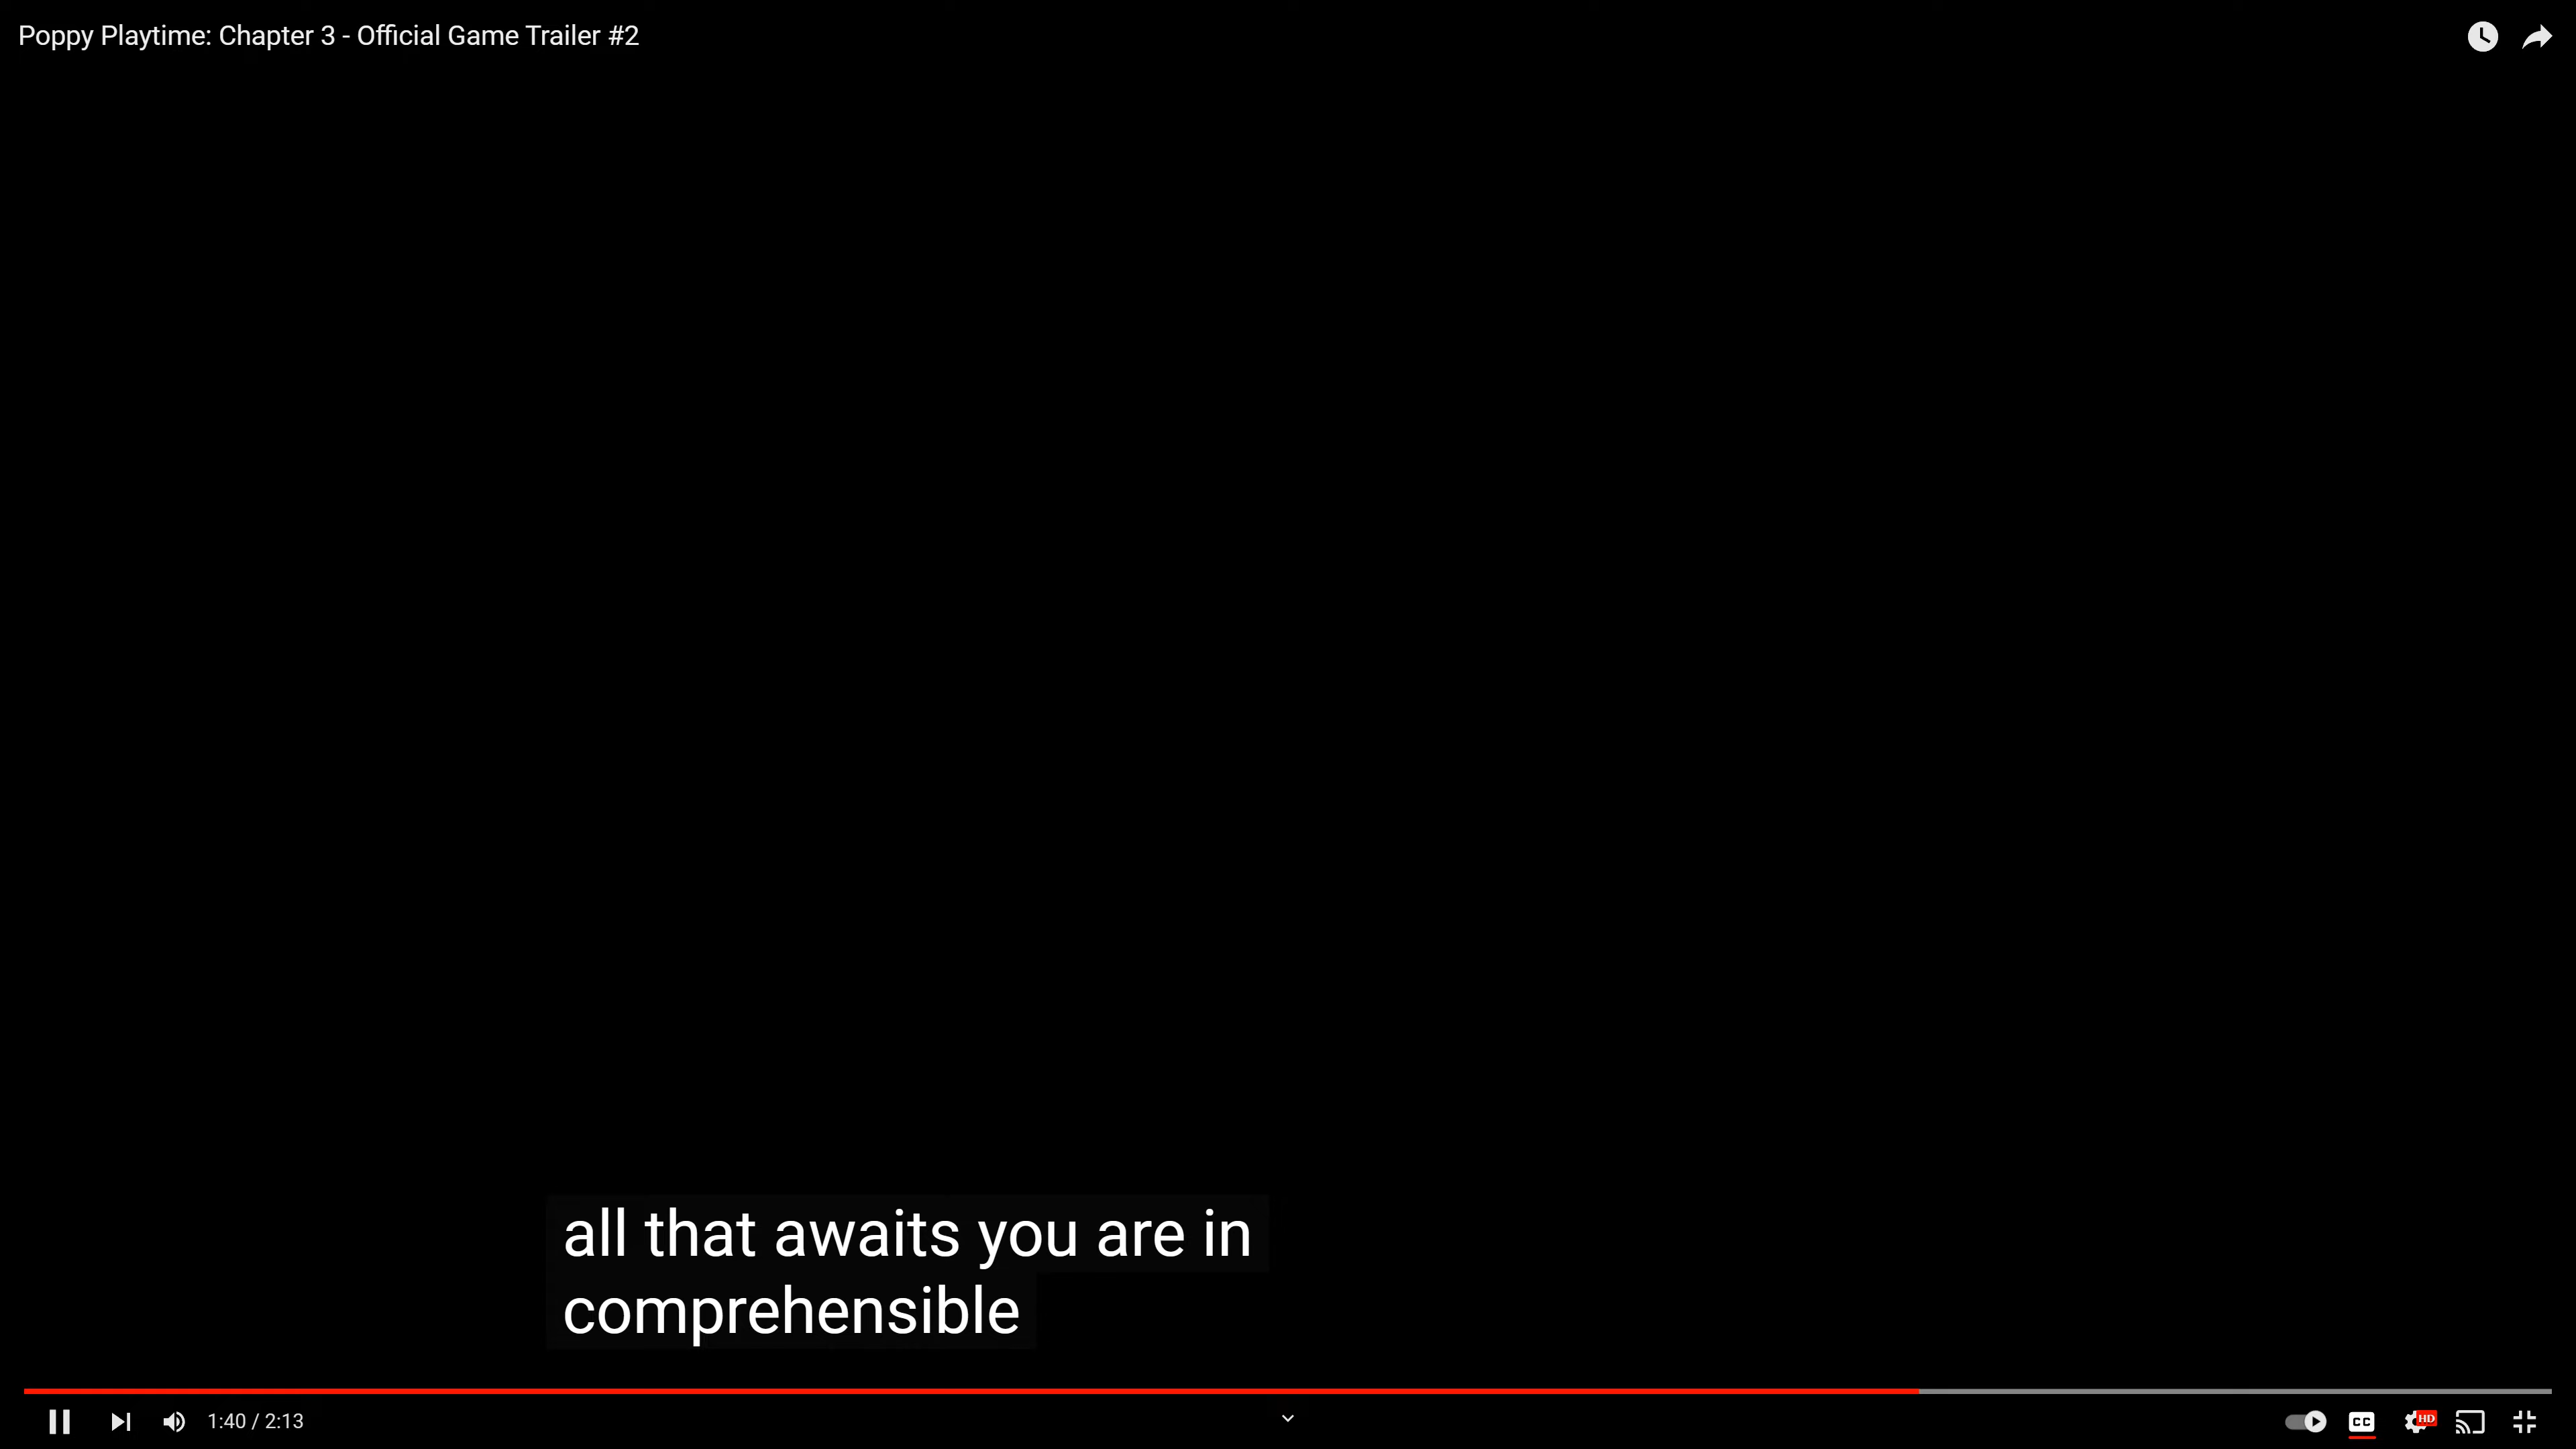 Poppy Playtime: Chapter 3 - Official Game Trailer #2
all that awaits you are in
comprehensible
1:40 / 2:13
CC
HD